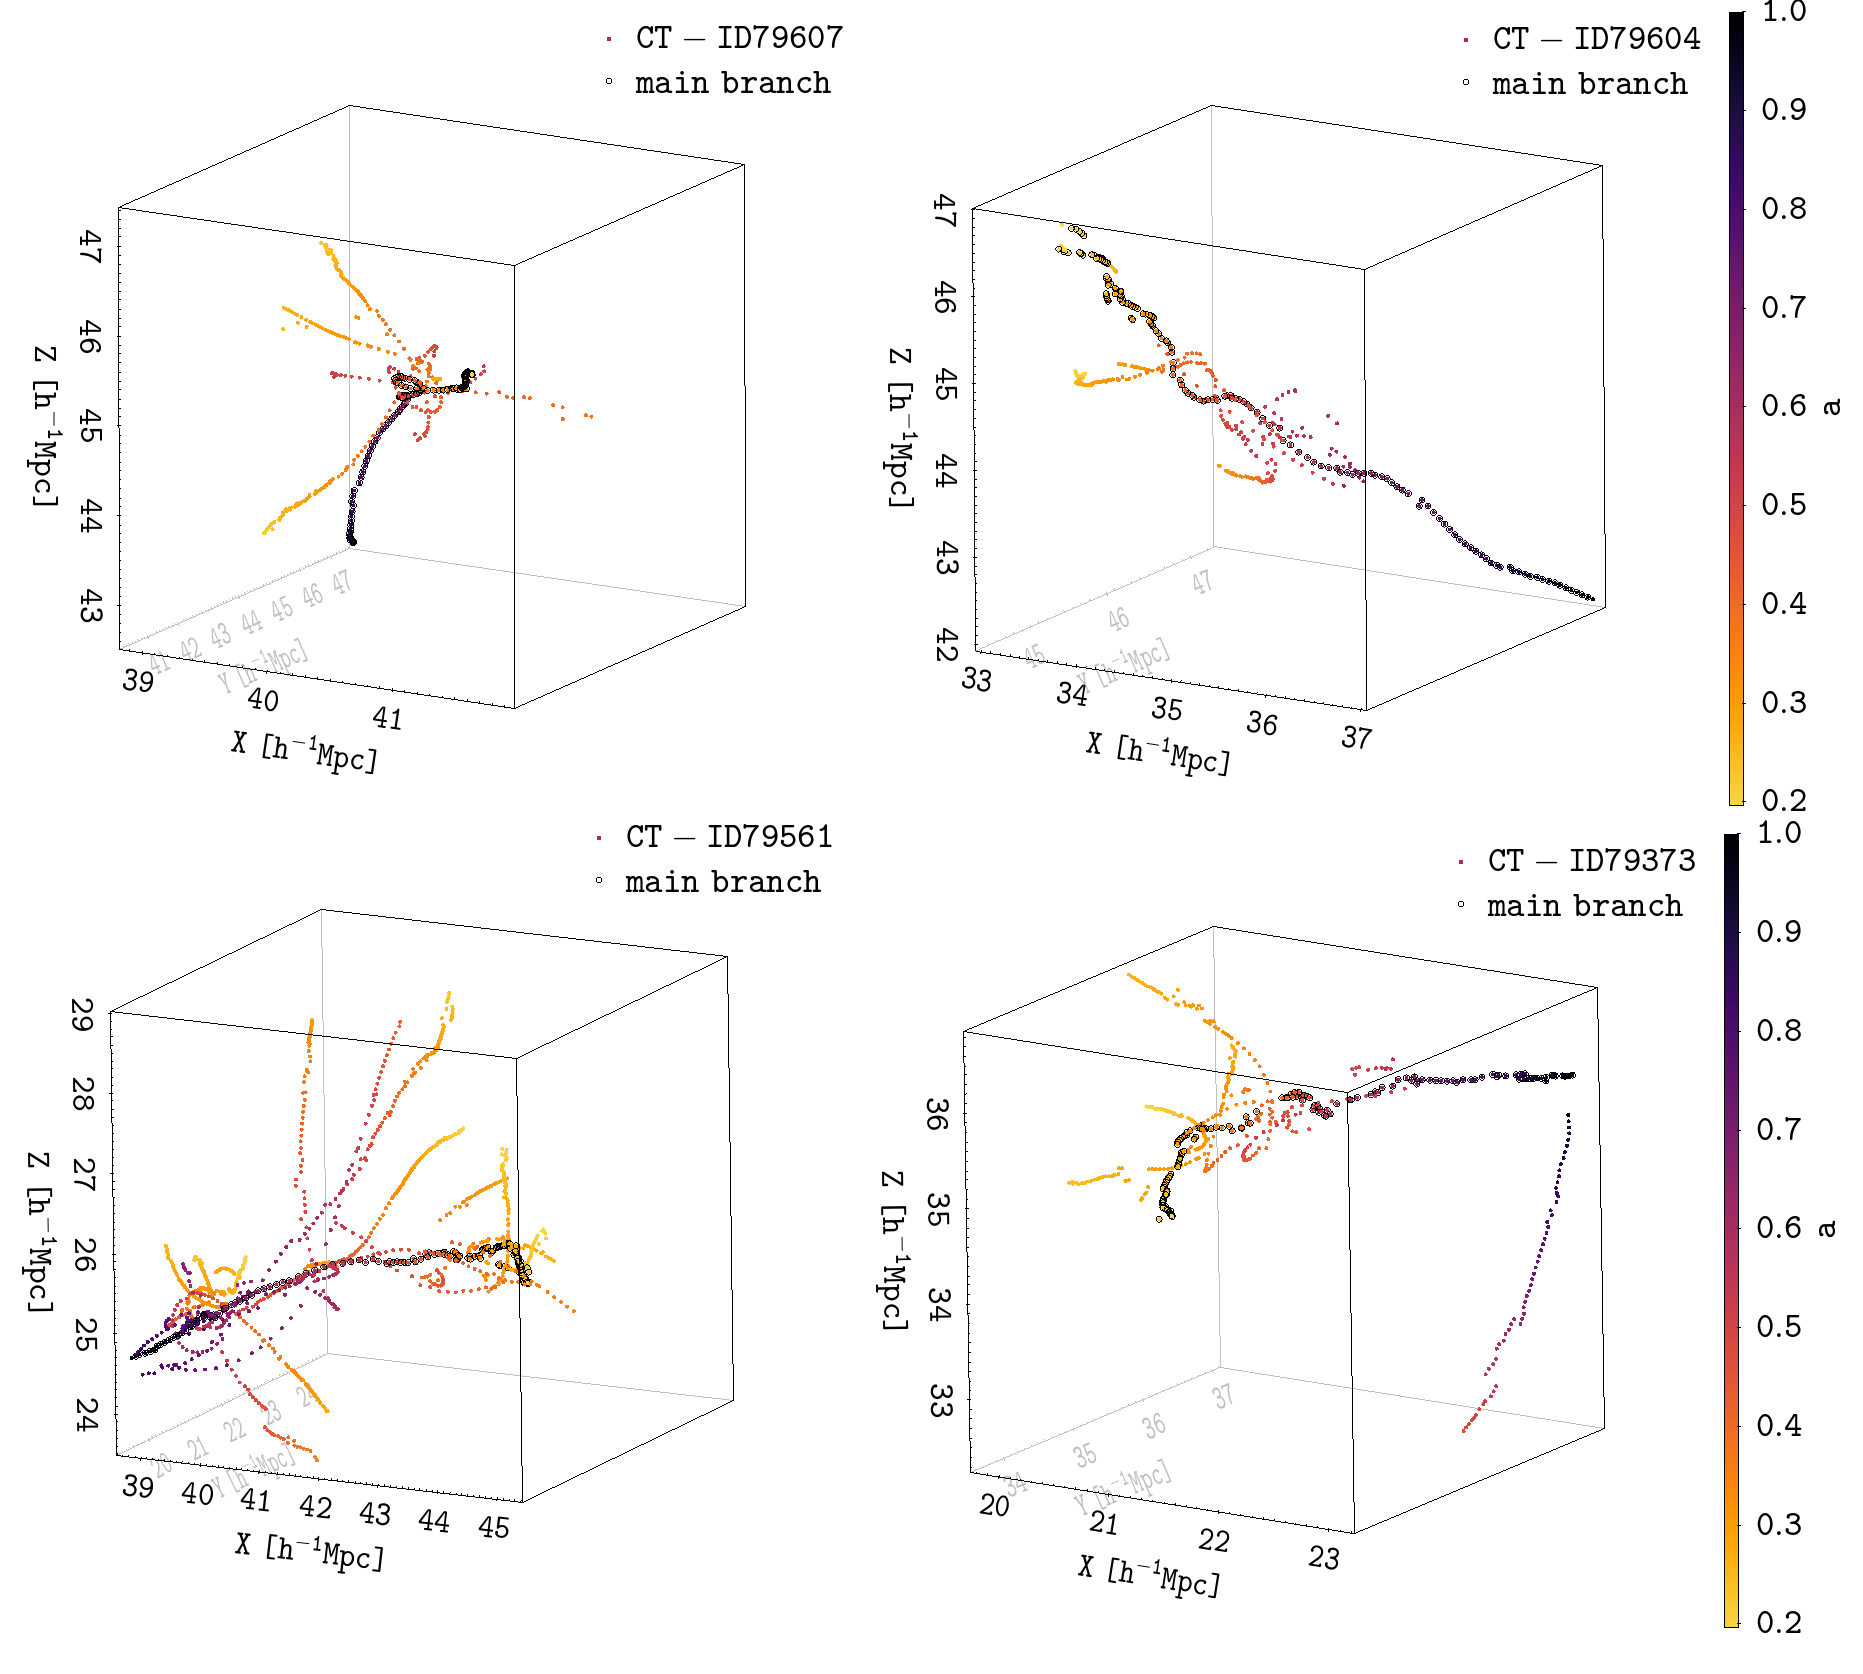 CT − ID79607
main branch
47
46
45
44
43
Z [h⁻¹Mpc]
41 42 43 44 45 46 47
Y [h⁻¹Mpc]
39 40 41
X [h⁻¹Mpc]
CT − ID79604
main branch
47
46
45
44
43
42
Z [h⁻¹Mpc]
45 46 47
Y [h⁻¹Mpc]
33 34 35 36 37
X [h⁻¹Mpc]
1.0
0.9
0.8
0.7
0.6
0.5
0.4
0.3
0.2
a
CT − ID79561
main branch
29
28
27
26
25
24
Z [h⁻¹Mpc]
20 21 22 23
Y [h⁻¹Mpc]
39 40 41 42 43 44 45
X [h⁻¹Mpc]
CT − ID79373
main branch
36
35
34
33
Z [h⁻¹Mpc]
34 35 36 37
Y [h⁻¹Mpc]
20 21 22 23
X [h⁻¹Mpc]
1.0
0.9
0.8
0.7
0.6
0.5
0.4
0.3
0.2
a